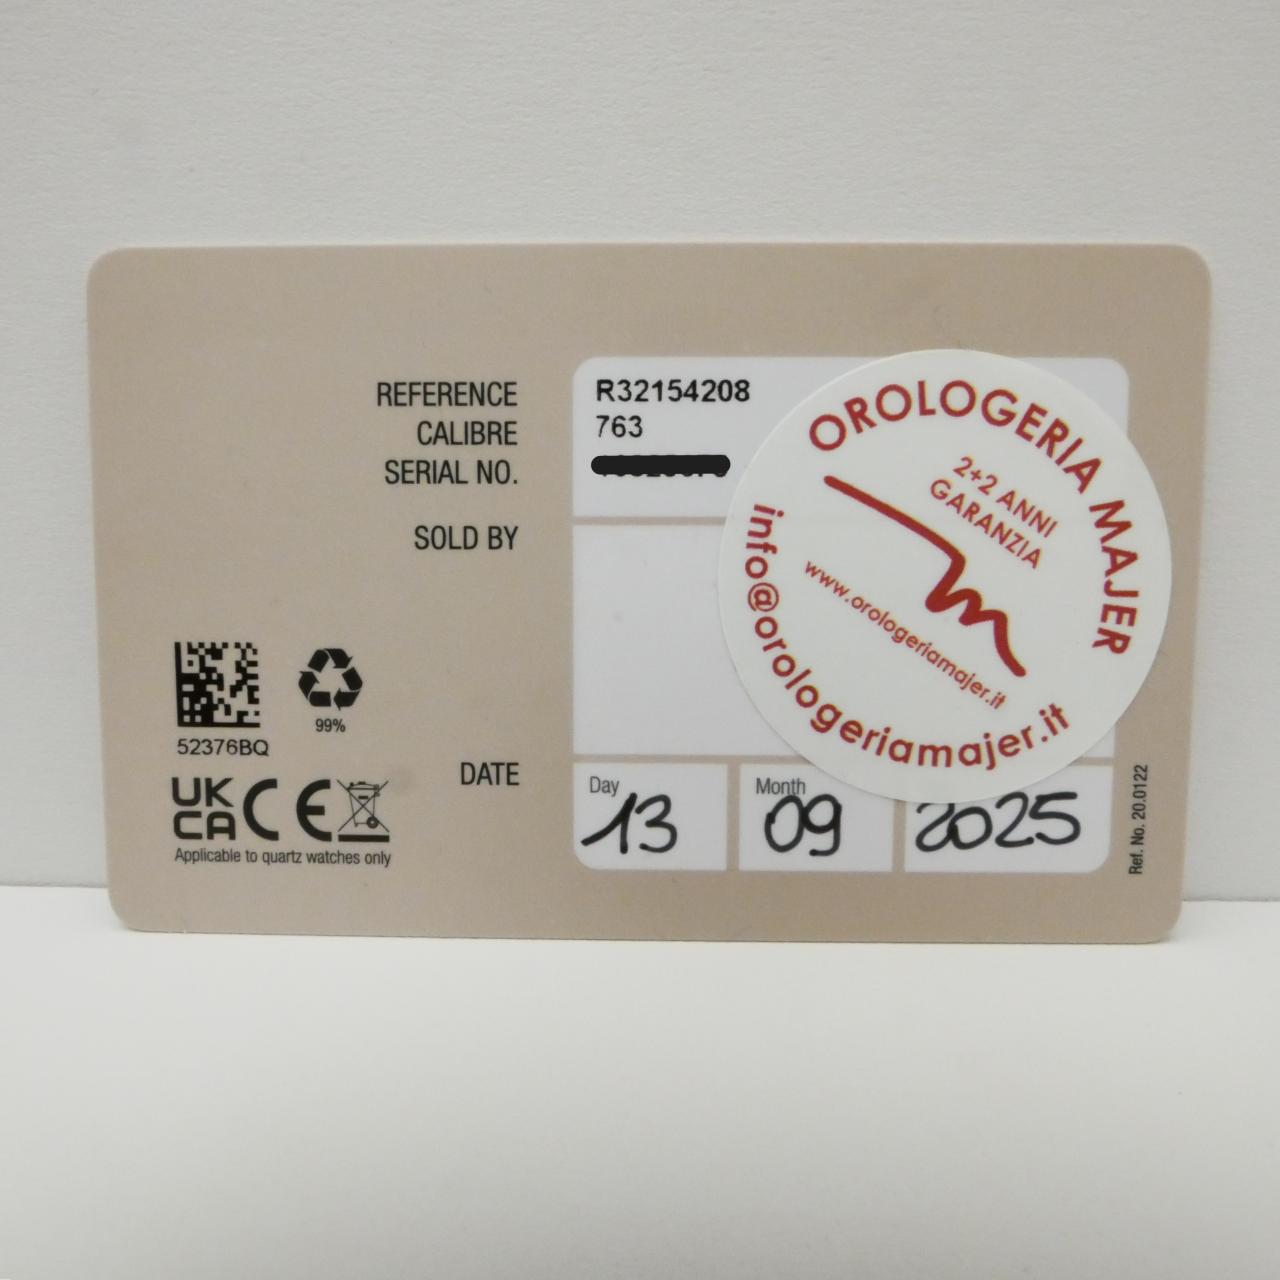 REFERENCE R32154208
CALIBRE 763
SERIAL NO.
SOLD BY
OROLOGERIA MAJER
2+2 ANNI
GARANZIA
www.orologeriamajer.it
info@orologeriamajer.it
52376BQ
99%
UK
CA CE
Applicable to quartz watches only
DATE
Day
13
Month
09
2025
Ref. No. 20.0122